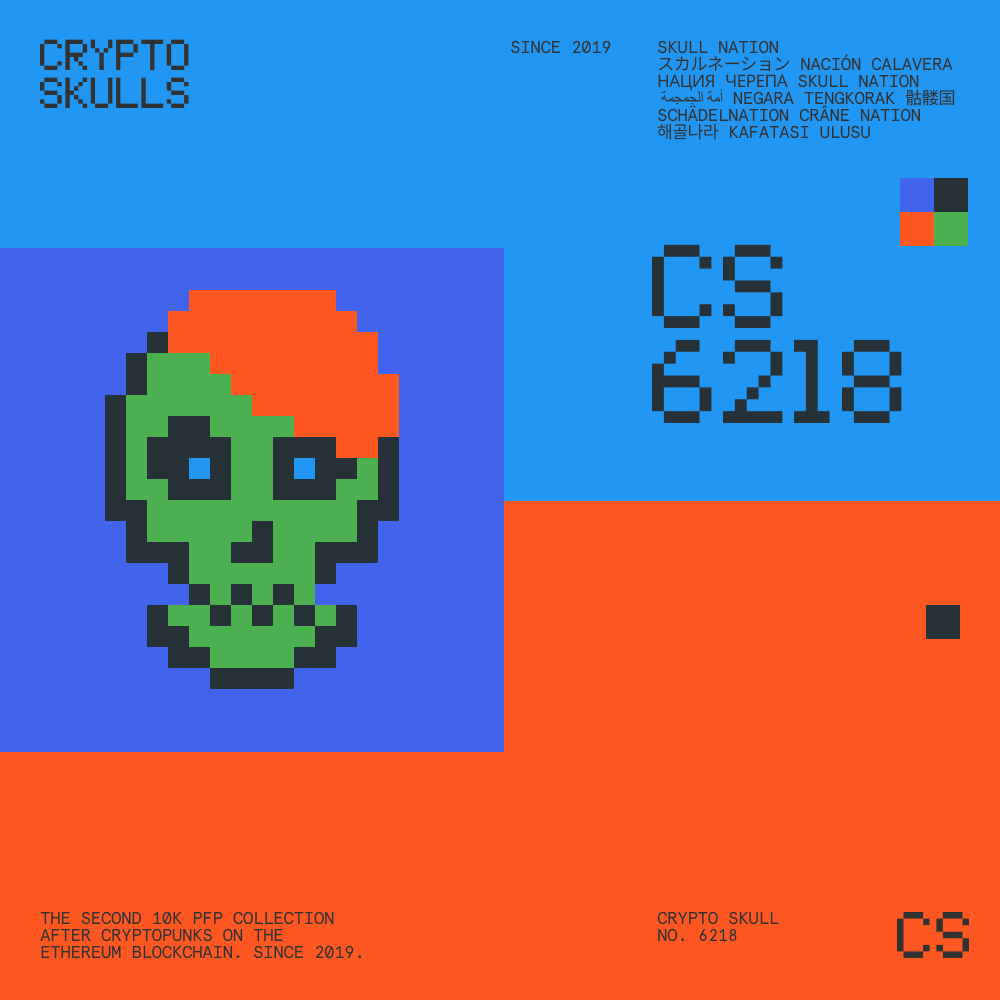 CRYPTO
SKULLS
SINCE 2019
SKULL NATION
スカルネーション NACIÓN CALAVERA
НАЦИЯ ЧЕРЕПА SKULL NATION
أمة الجمجمة NEGARA TENGKORAK 骷髅国
SCHÄDELNATION CRÂNE NATION
해골나라 KAFATASI ULUSU
CS
6218
THE SECOND 10K PFP COLLECTION
AFTER CRYPTOPUNKS ON THE
ETHEREUM BLOCKCHAIN. SINCE 2019.
CRYPTO SKULL
NO. 6218
CS